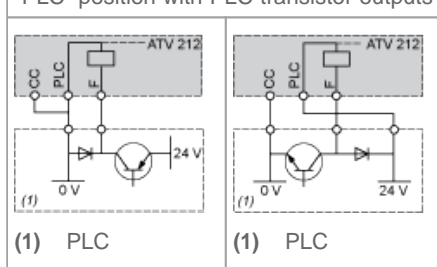 "PLC" position with PLC transistor outputs
ATV 212
CC
PLC
F
24 V
0 V
(1)
ATV 212
CC
PLC
F
0 V
24 V
(1)
(1) PLC
(1) PLC